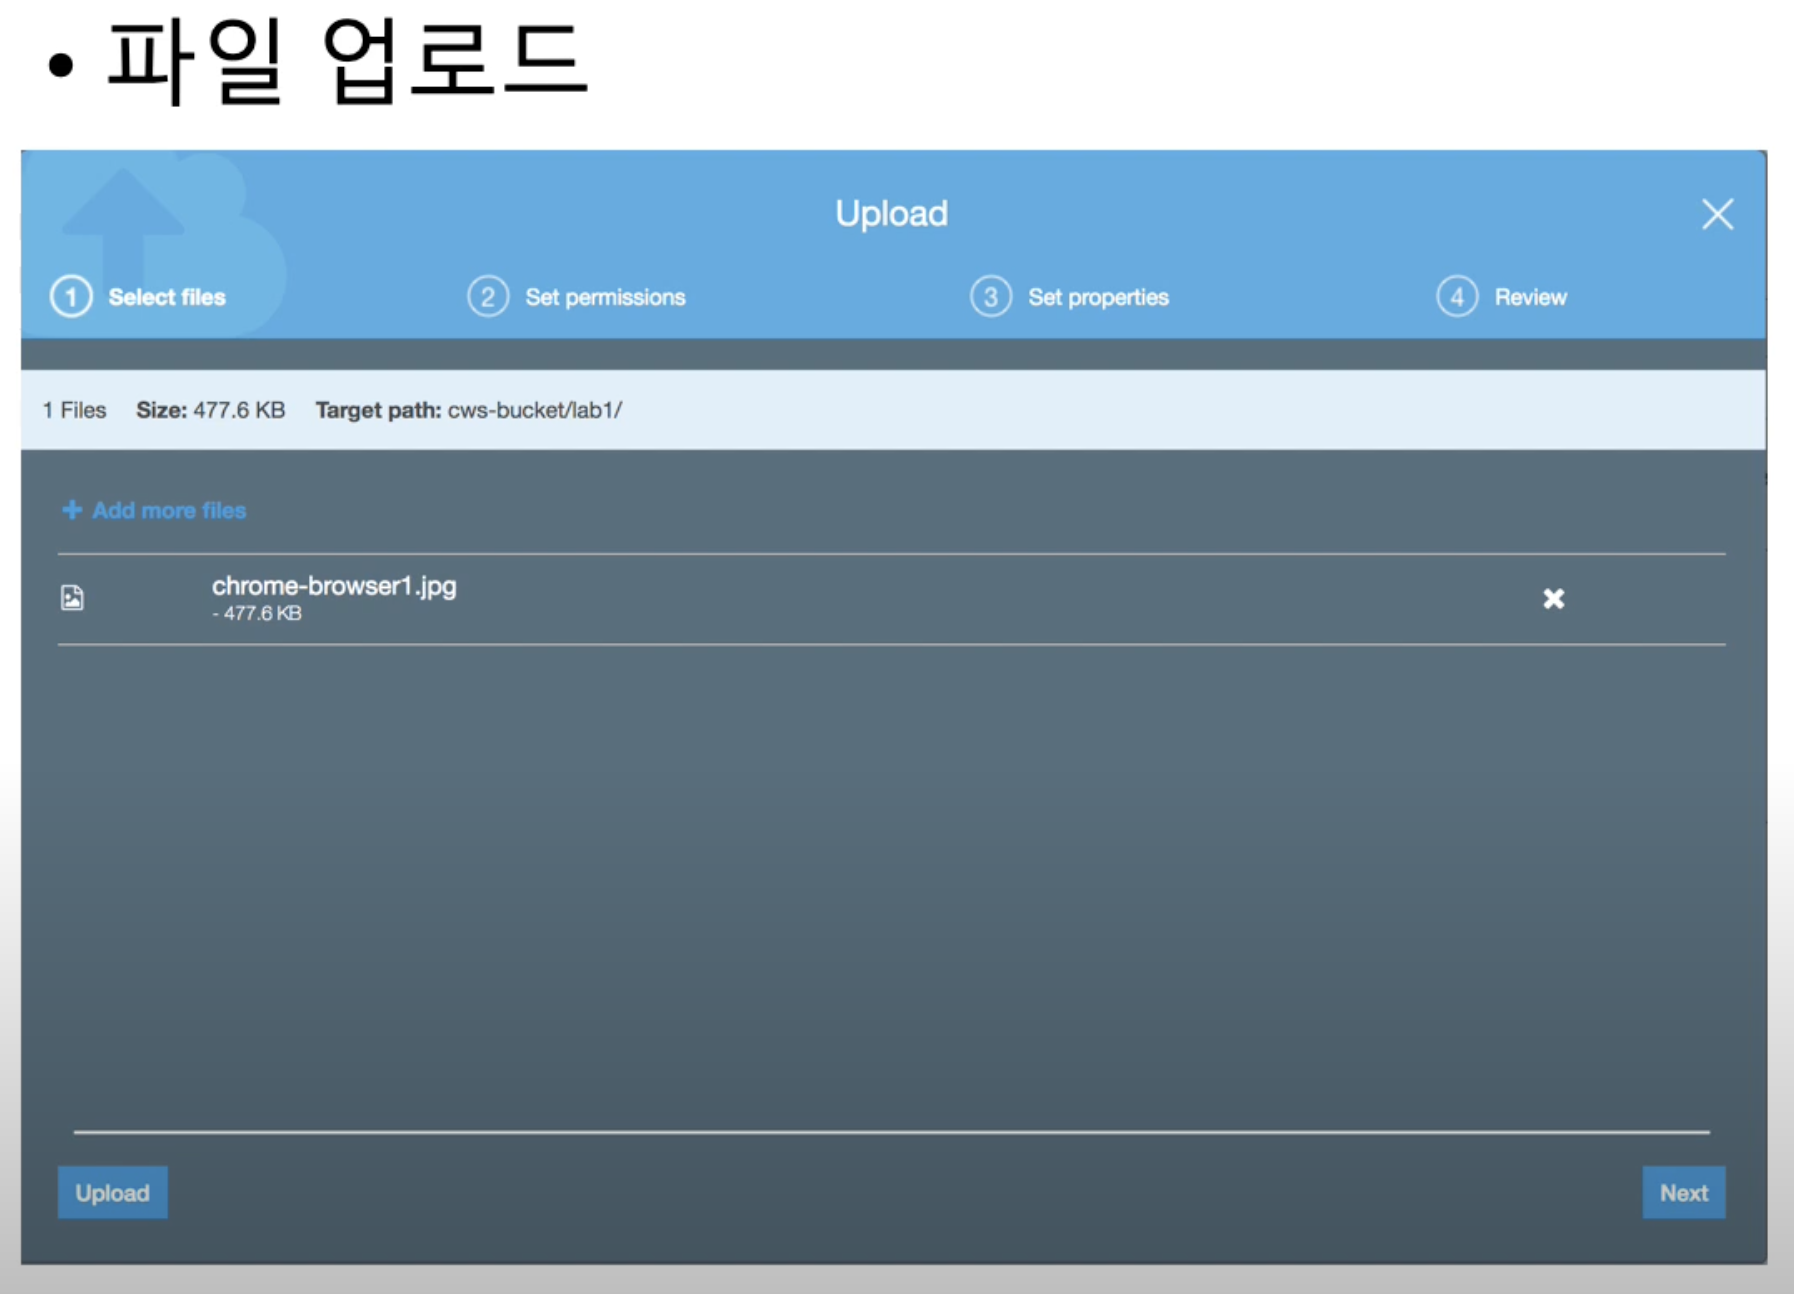 • 파일 업로드
Upload
1 Select files 2 Set permissions 3 Set properties 4 Review
1 Files Size: 477.6 KB Target path: cws-bucket/lab1/
+ Add more files
chrome-browser1.jpg
- 477.6 KB
Upload Next